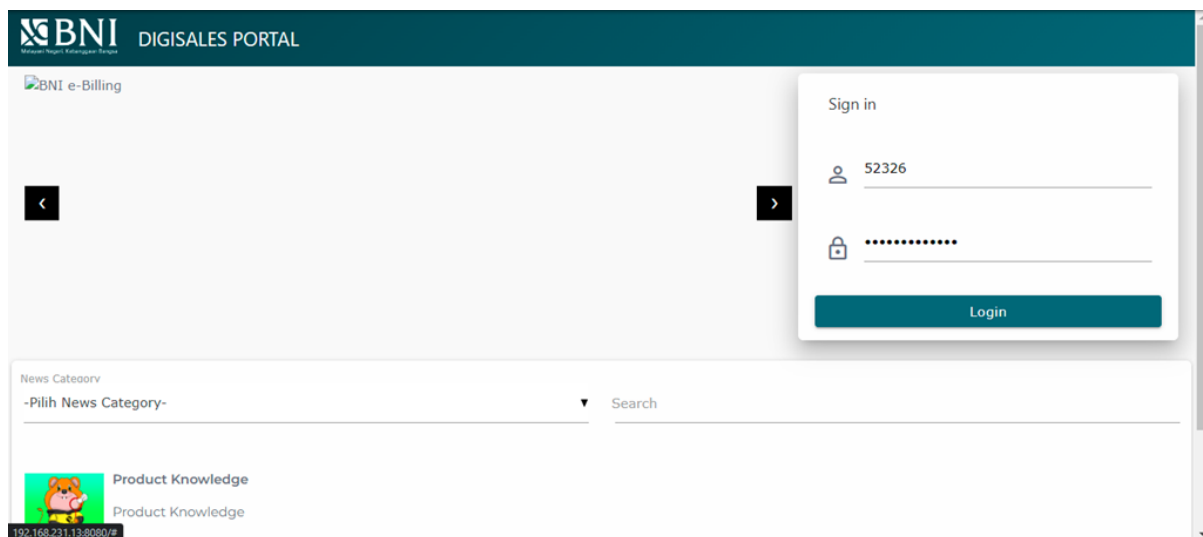 BNI
Melayani Negeri, Kebanggaan Bangsa
DIGISALES PORTAL
BNI e-Billing
Sign in
52326
Login
News Category
-Pilih News Category-
Search
Product Knowledge
Product Knowledge
192.168.231.13:8080/#